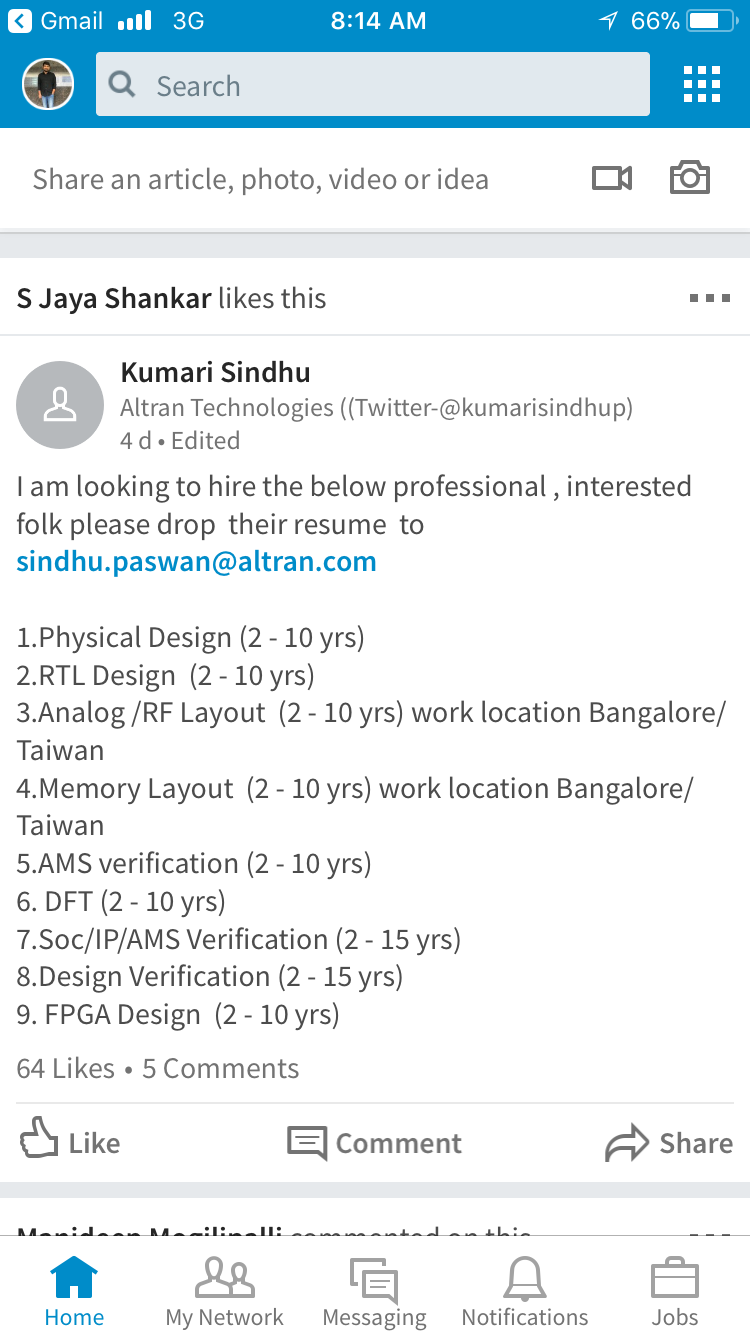 Gmail 3G 8:14 AM 66%
Search
Share an article, photo, video or idea
S Jaya Shankar likes this
Kumari Sindhu
Altran Technologies ((Twitter-@kumarisindhup)
4 d • Edited
I am looking to hire the below professional , interested
folk please drop  their resume  to
sindhu.paswan@altran.com
1.Physical Design (2 - 10 yrs)
2.RTL Design  (2 - 10 yrs)
3.Analog /RF Layout  (2 - 10 yrs) work location Bangalore/
Taiwan
4.Memory Layout  (2 - 10 yrs) work location Bangalore/
Taiwan
5.AMS verification (2 - 10 yrs)
6. DFT (2 - 10 yrs)
7.Soc/IP/AMS Verification (2 - 15 yrs)
8.Design Verification (2 - 15 yrs)
9. FPGA Design  (2 - 10 yrs)
64 Likes • 5 Comments
Like Comment Share
commented on this
Home My Network Messaging Notifications Jobs